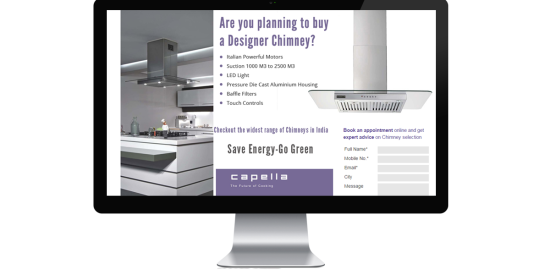 Are you planning to buy
a Designer Chimney?
Italian Powerful Motors
Suction 1000 M3 to 2500 M3
LED Light
Pressure Die Cast Aluminium Housing
Baffle Filters
Touch Controls
Checkout the widest range of Chimneys in India
Save Energy-Go Green
capella
The Future of Cooking
Book an appointment online and get
expert advice on Chimney selection
Full Name*
Mobile No.*
Email*
City
Message